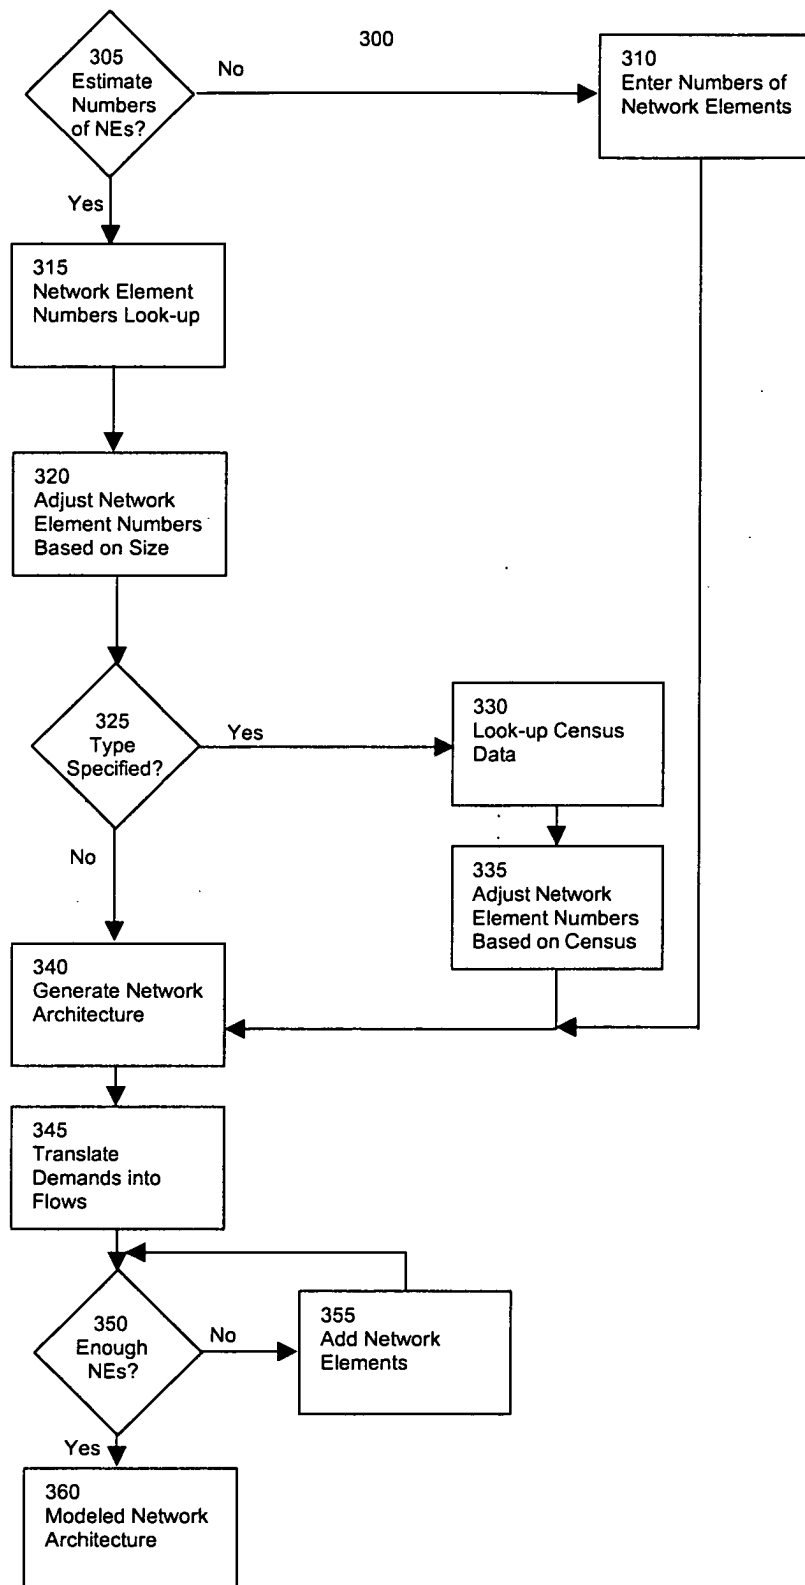 300
305
Estimate
Numbers
of NEs?
No
310
Enter Numbers of
Network Elements
Yes
315
Network Element
Numbers Look-up
320
Adjust Network
Element Numbers
Based on Size
325
Type
Specified?
Yes
330
Look-up Census
Data
No
335
Adjust Network
Element Numbers
Based on Census
340
Generate Network
Architecture
345
Translate
Demands into
Flows
350
Enough
NEs?
No
355
Add Network
Elements
Yes
360
Modeled Network
Architecture